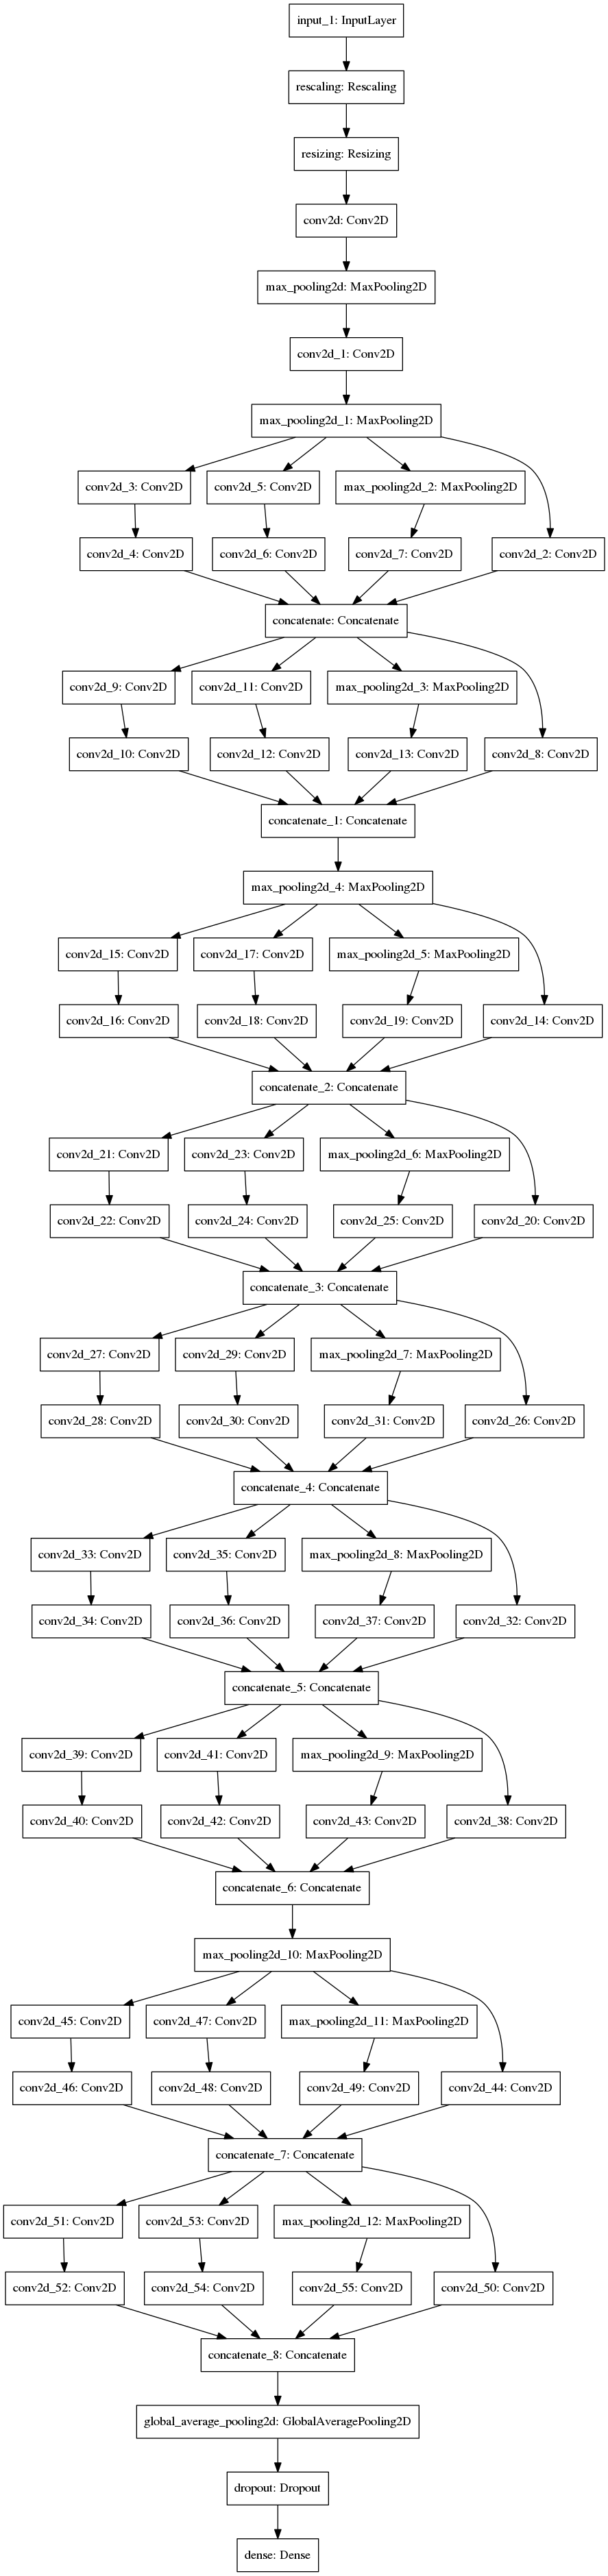 input_1: InputLayer
rescaling: Rescaling
resizing: Resizing
conv2d: Conv2D
max_pooling2d: MaxPooling2D
conv2d_1: Conv2D
max_pooling2d_1: MaxPooling2D
conv2d_3: Conv2D
conv2d_5: Conv2D
max_pooling2d_2: MaxPooling2D
conv2d_4: Conv2D
conv2d_6: Conv2D
conv2d_7: Conv2D
conv2d_2: Conv2D
concatenate: Concatenate
conv2d_9: Conv2D
conv2d_11: Conv2D
max_pooling2d_3: MaxPooling2D
conv2d_10: Conv2D
conv2d_12: Conv2D
conv2d_13: Conv2D
conv2d_8: Conv2D
concatenate_1: Concatenate
max_pooling2d_4: MaxPooling2D
conv2d_15: Conv2D
conv2d_17: Conv2D
max_pooling2d_5: MaxPooling2D
conv2d_16: Conv2D
conv2d_18: Conv2D
conv2d_19: Conv2D
conv2d_14: Conv2D
concatenate_2: Concatenate
conv2d_21: Conv2D
conv2d_23: Conv2D
max_pooling2d_6: MaxPooling2D
conv2d_22: Conv2D
conv2d_24: Conv2D
conv2d_25: Conv2D
conv2d_20: Conv2D
concatenate_3: Concatenate
conv2d_27: Conv2D
conv2d_29: Conv2D
max_pooling2d_7: MaxPooling2D
conv2d_28: Conv2D
conv2d_30: Conv2D
conv2d_31: Conv2D
conv2d_26: Conv2D
concatenate_4: Concatenate
conv2d_33: Conv2D
conv2d_35: Conv2D
max_pooling2d_8: MaxPooling2D
conv2d_34: Conv2D
conv2d_36: Conv2D
conv2d_37: Conv2D
conv2d_32: Conv2D
concatenate_5: Concatenate
conv2d_39: Conv2D
conv2d_41: Conv2D
max_pooling2d_9: MaxPooling2D
conv2d_40: Conv2D
conv2d_42: Conv2D
conv2d_43: Conv2D
conv2d_38: Conv2D
concatenate_6: Concatenate
max_pooling2d_10: MaxPooling2D
conv2d_45: Conv2D
conv2d_47: Conv2D
max_pooling2d_11: MaxPooling2D
conv2d_46: Conv2D
conv2d_48: Conv2D
conv2d_49: Conv2D
conv2d_44: Conv2D
concatenate_7: Concatenate
conv2d_51: Conv2D
conv2d_53: Conv2D
max_pooling2d_12: MaxPooling2D
conv2d_52: Conv2D
conv2d_54: Conv2D
conv2d_55: Conv2D
conv2d_50: Conv2D
concatenate_8: Concatenate
global_average_pooling2d: GlobalAveragePooling2D
dropout: Dropout
dense: Dense